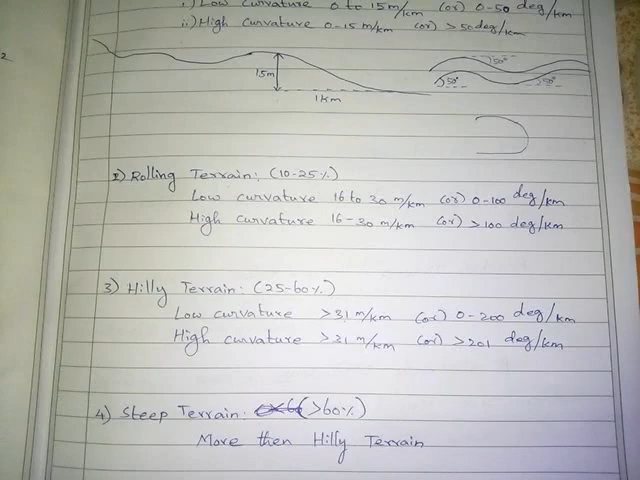 i) Low curvature 0 to 15 m/km (or) 0-50 deg/km
ii) High curvature 0-15 m/km (or) >50 deg/km
15m
1km
50°
50°
50°
2) Rolling Terrain: (10-25%)
Low curvature 16 to 30 m/km (or) 0-100 deg/km
High curvature 16-30 m/km (or) >100 deg/km
3) Hilly Terrain: (25-60%)
Low curvature >31 m/km (or) 0-200 deg/km
High curvature >31 m/km (or) >201 deg/km
4) Steep Terrain: (>60%)
More then Hilly Terrain